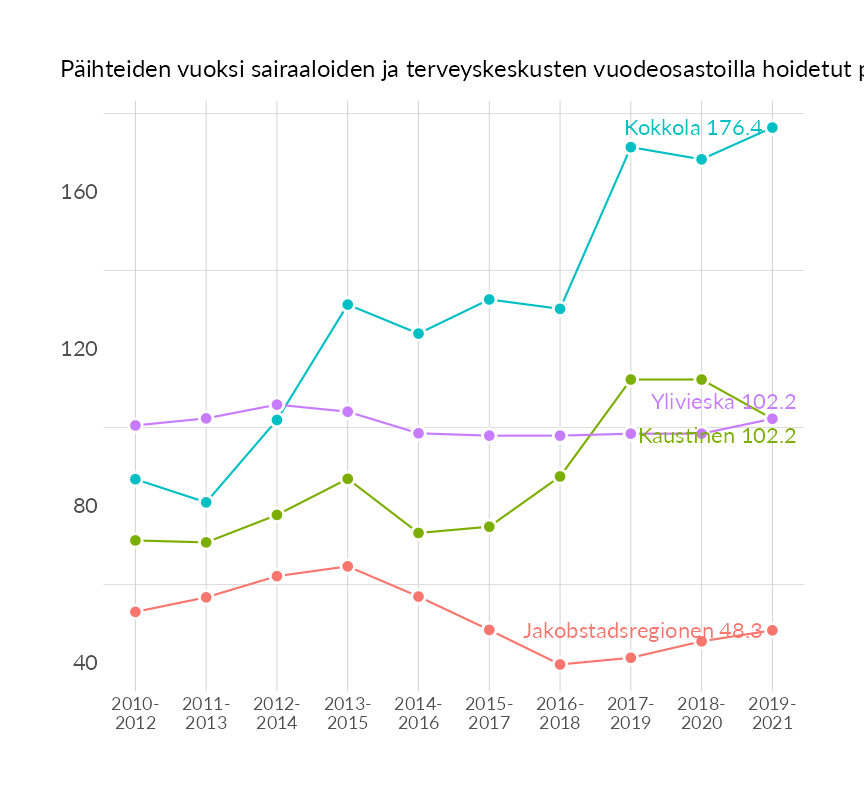 Päihteiden vuoksi sairaaloiden ja terveyskeskusten vuodeosastoilla hoidetut
Kokkola 176.4
160
120
Ylivieska 102.2
Kaustinen 102.2
80
Jakobstadsregionen 48.3
40
2010- 2011- 2012- 2013- 2014- 2015- 2016- 2017- 2018- 2019-
2012 2013 2014 2015 2016 2017 2018 2019 2020 2021